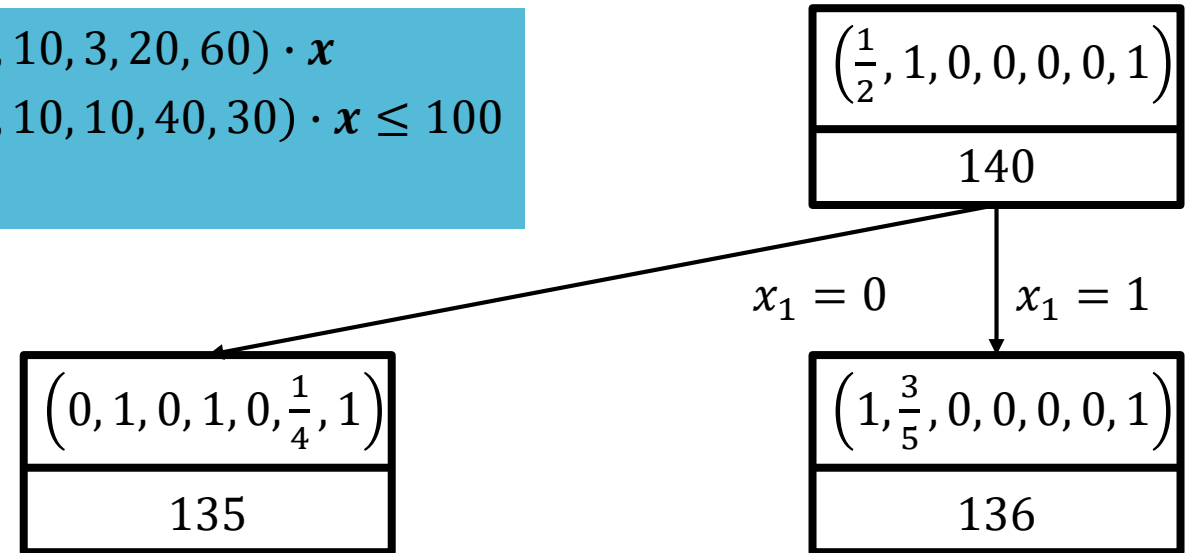 , 10, 3, 20, 60) · 𝒙
, 10, 10, 40, 30) · 𝒙 ≤ 100
(1/2, 1, 0, 0, 0, 0, 1)
140
𝑥₁ = 0
𝑥₁ = 1
(0, 1, 0, 1, 0, 1/4, 1)
135
(1, 3/5, 0, 0, 0, 0, 1)
136